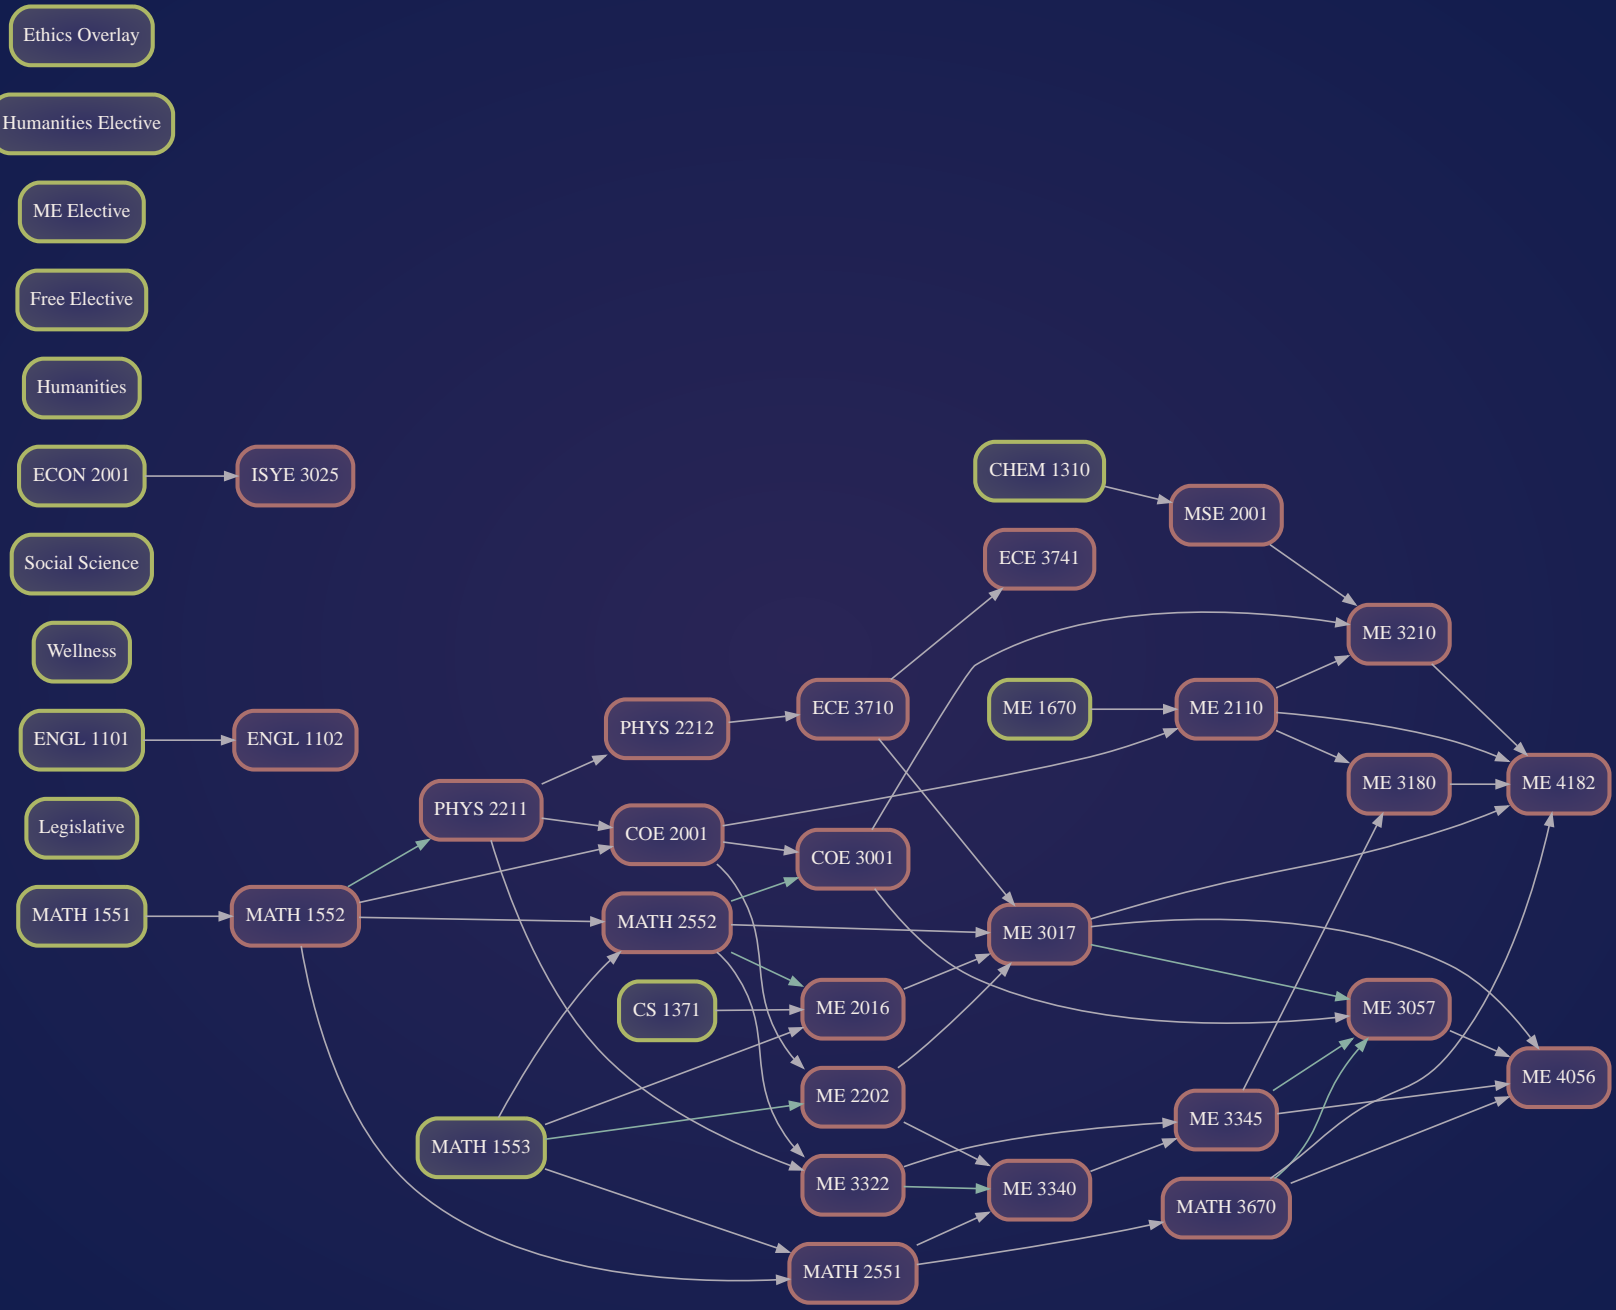 Ethics Overlay
Humanities Elective
ME Elective
Free Elective
Humanities
ECON 2001
ISYE 3025
CHEM 1310
MSE 2001
ECE 3741
Social Science
ME 3210
Wellness
ECE 3710
ME 1670
ME 2110
PHYS 2212
ENGL 1101
ENGL 1102
ME 3180
ME 4182
PHYS 2211
Legislative
COE 2001
COE 3001
MATH 1551
MATH 1552
MATH 2552
ME 3017
CS 1371
ME 2016
ME 3057
ME 4056
ME 2202
ME 3345
MATH 1553
ME 3322
ME 3340
MATH 3670
MATH 2551